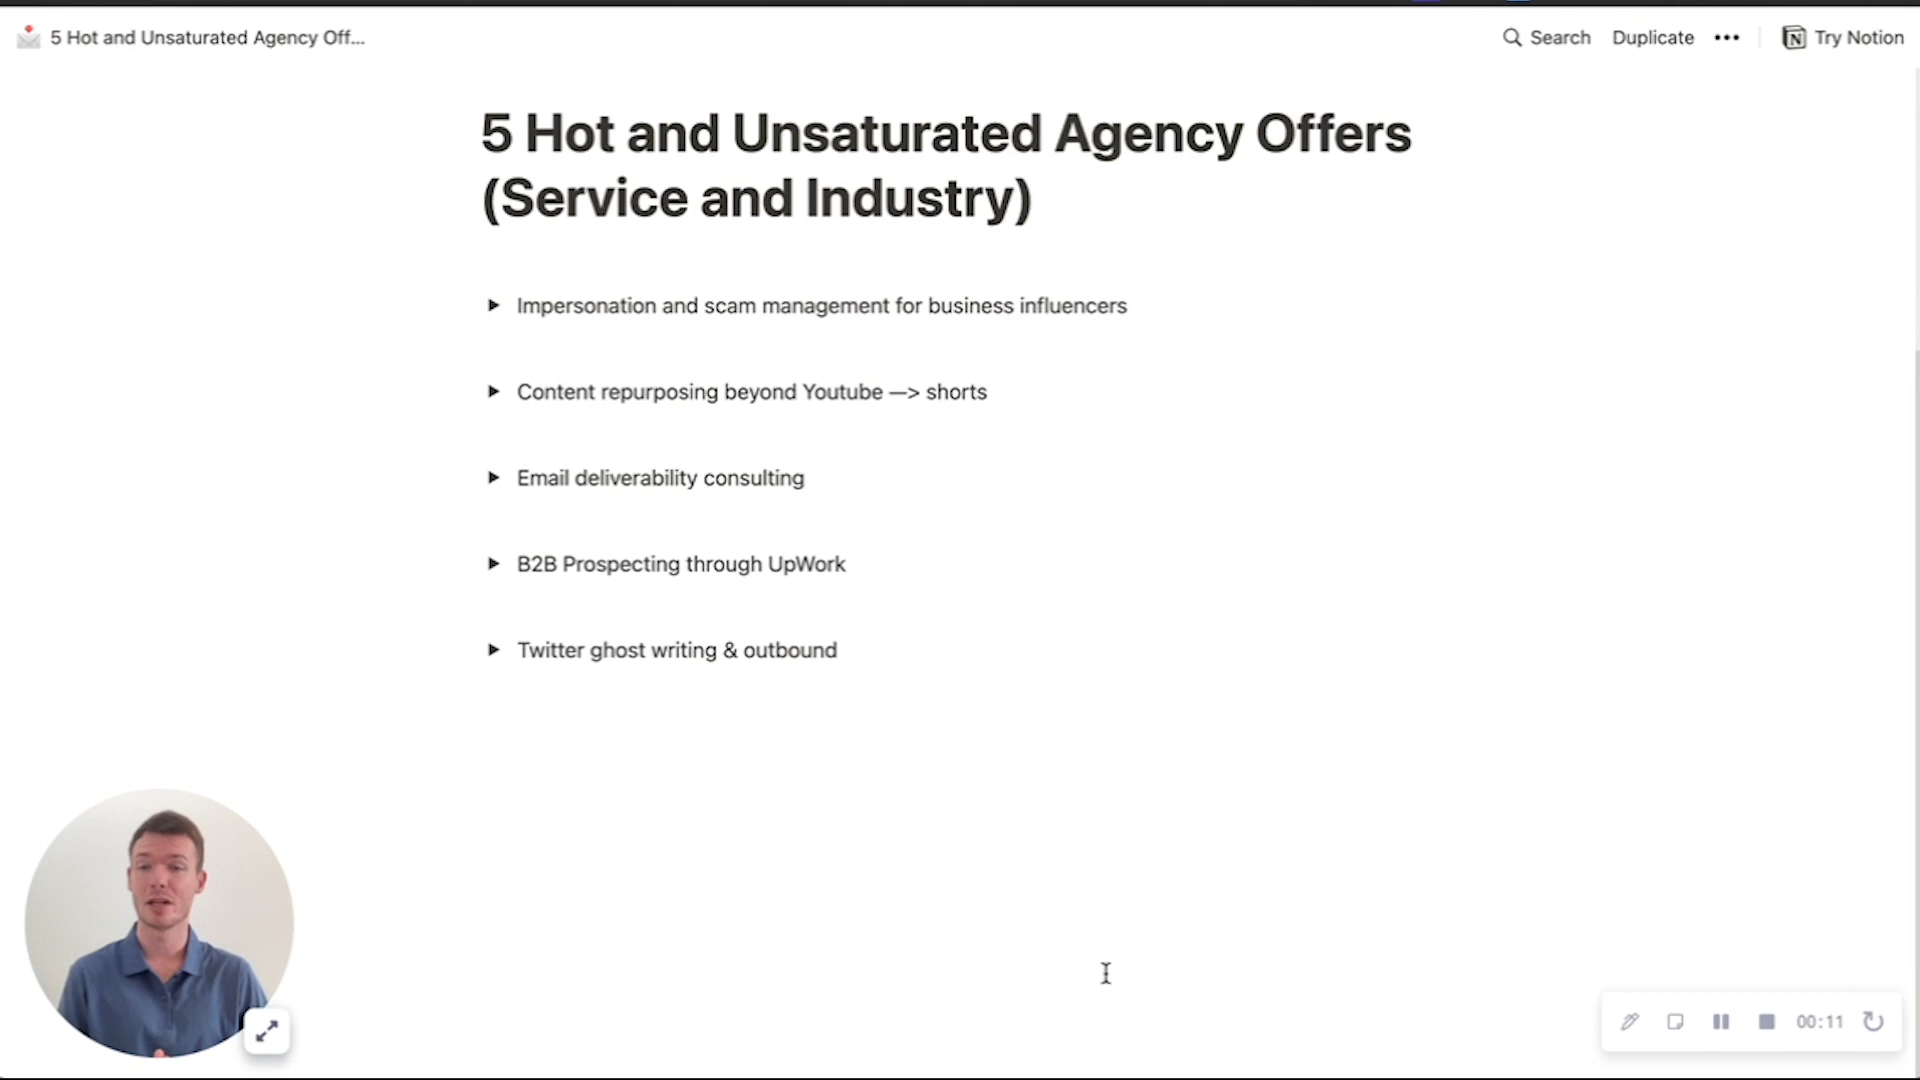 5 Hot and Unsaturated Agency Off...
Search Duplicate ••• Try Notion
5 Hot and Unsaturated Agency Offers
(Service and Industry)
Impersonation and scam management for business influencers
Content repurposing beyond Youtube —> shorts
Email deliverability consulting
B2B Prospecting through UpWork
Twitter ghost writing & outbound
00:11